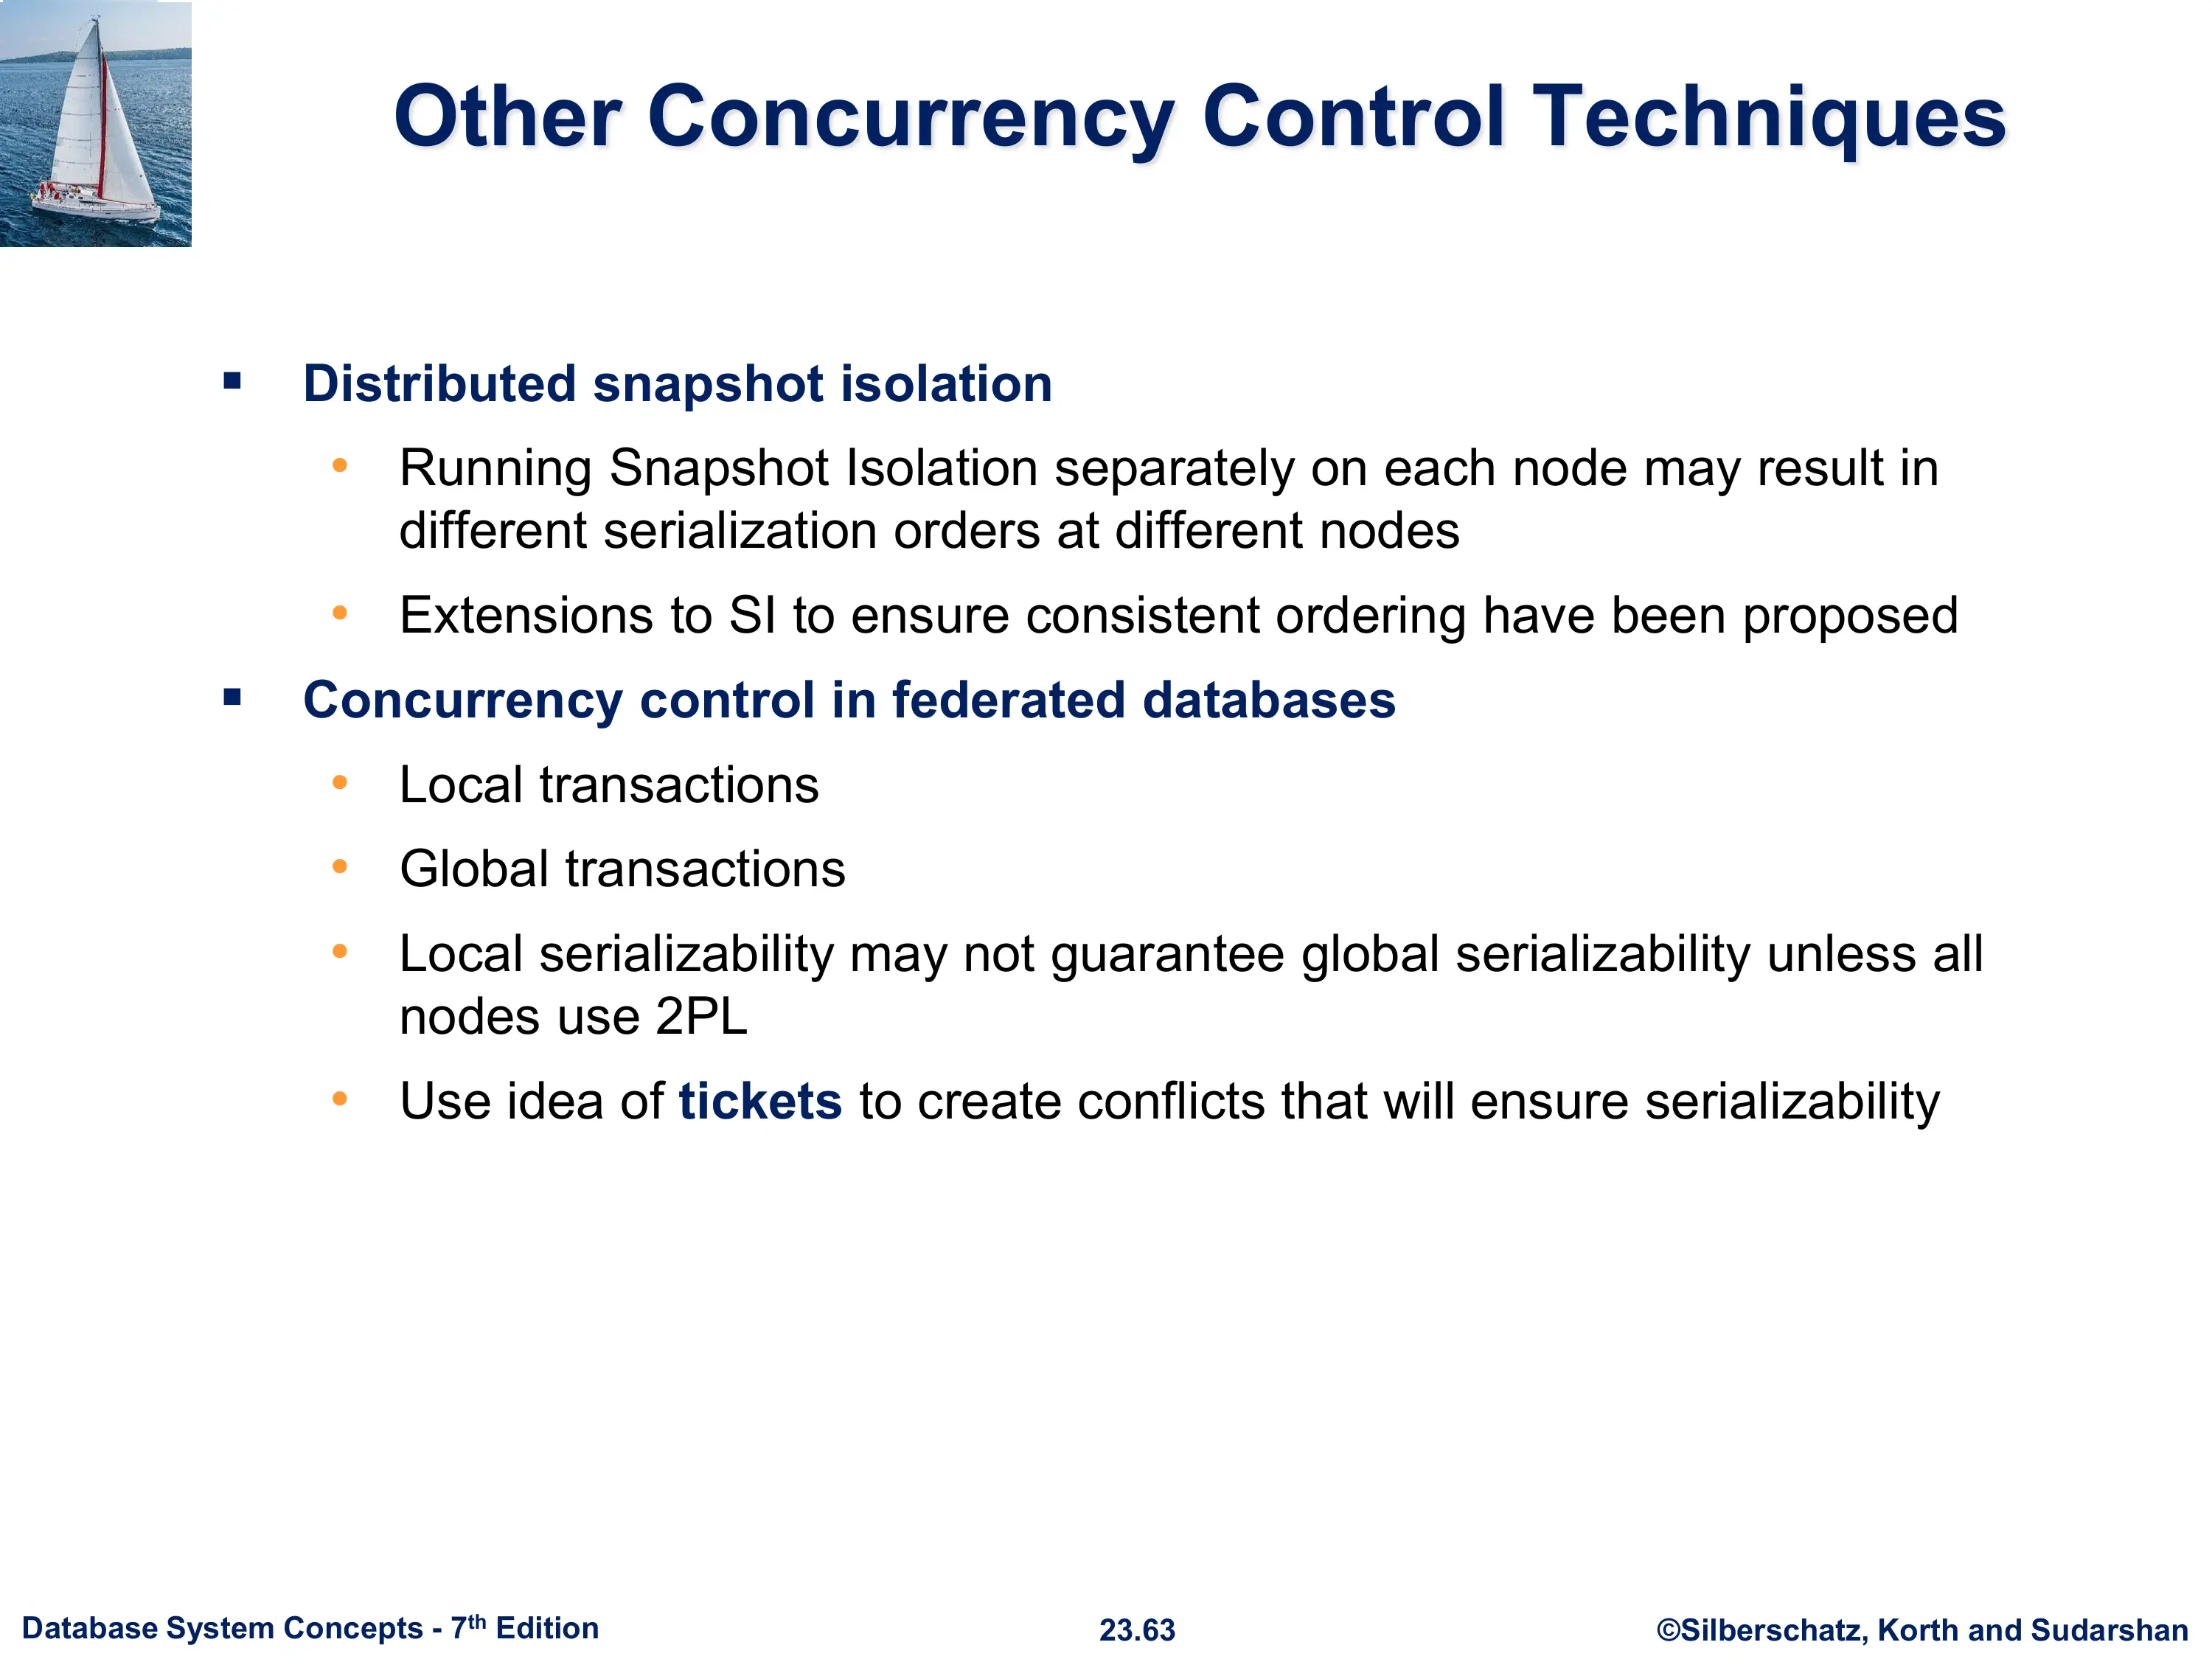 Other Concurrency Control Techniques
▪ Distributed snapshot isolation
• Running Snapshot Isolation separately on each node may result in
different serialization orders at different nodes
• Extensions to SI to ensure consistent ordering have been proposed
▪ Concurrency control in federated databases
• Local transactions
• Global transactions
• Local serializability may not guarantee global serializability unless all
nodes use 2PL
• Use idea of tickets to create conflicts that will ensure serializability
Database System Concepts - 7th Edition
23.63
©Silberschatz, Korth and Sudarshan